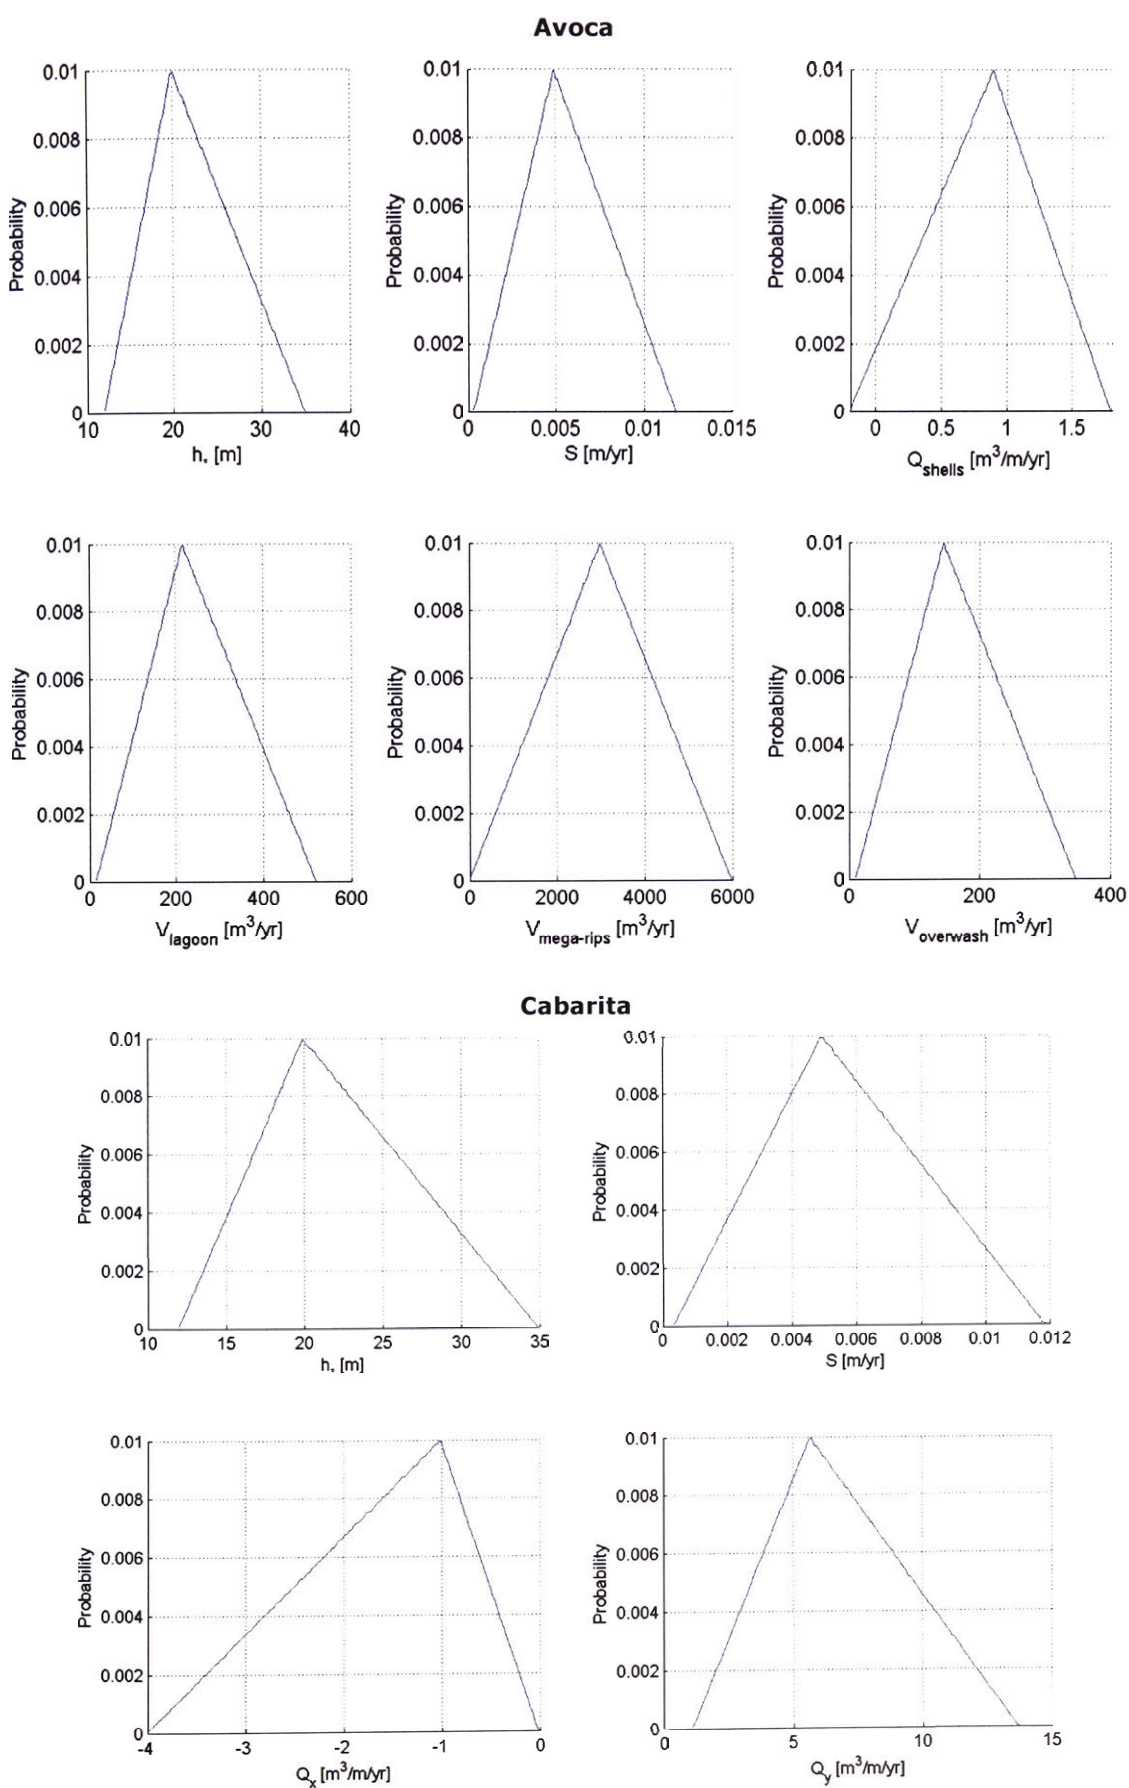 Avoca
0.01 0.008 0.006 0.004 0.002 0
Probability
10 20 30 40
h* [m]
0.01 0.008 0.006 0.004 0.002 0
Probability
0 0.005 0.01 0.015
S [m/yr]
0.01 0.008 0.006 0.004 0.002 0
Probability
0 0.5 1 1.5
Qshells [m3/m/yr]
0.01 0.008 0.006 0.004 0.002 0
Probability
0 200 400 600
Vlagoon [m3/yr]
0.01 0.008 0.006 0.004 0.002 0
Probability
0 2000 4000 6000
Vmega-rips [m3/yr]
0.01 0.008 0.006 0.004 0.002 0
Probability
0 200 400
Voverwash [m3/yr]
Cabarita
0.01 0.008 0.006 0.004 0.002 0
Probability
10 15 20 25 30 35
h* [m]
0.01 0.008 0.006 0.004 0.002 0
Probability
0 0.002 0.004 0.006 0.008 0.01 0.012
S [m/yr]
0.01 0.008 0.006 0.004 0.002 0
Probability
-4 -3 -2 -1 0
Qx [m3/m/yr]
0.01 0.008 0.006 0.004 0.002 0
Probability
0 5 10 15
Qy [m3/m/yr]